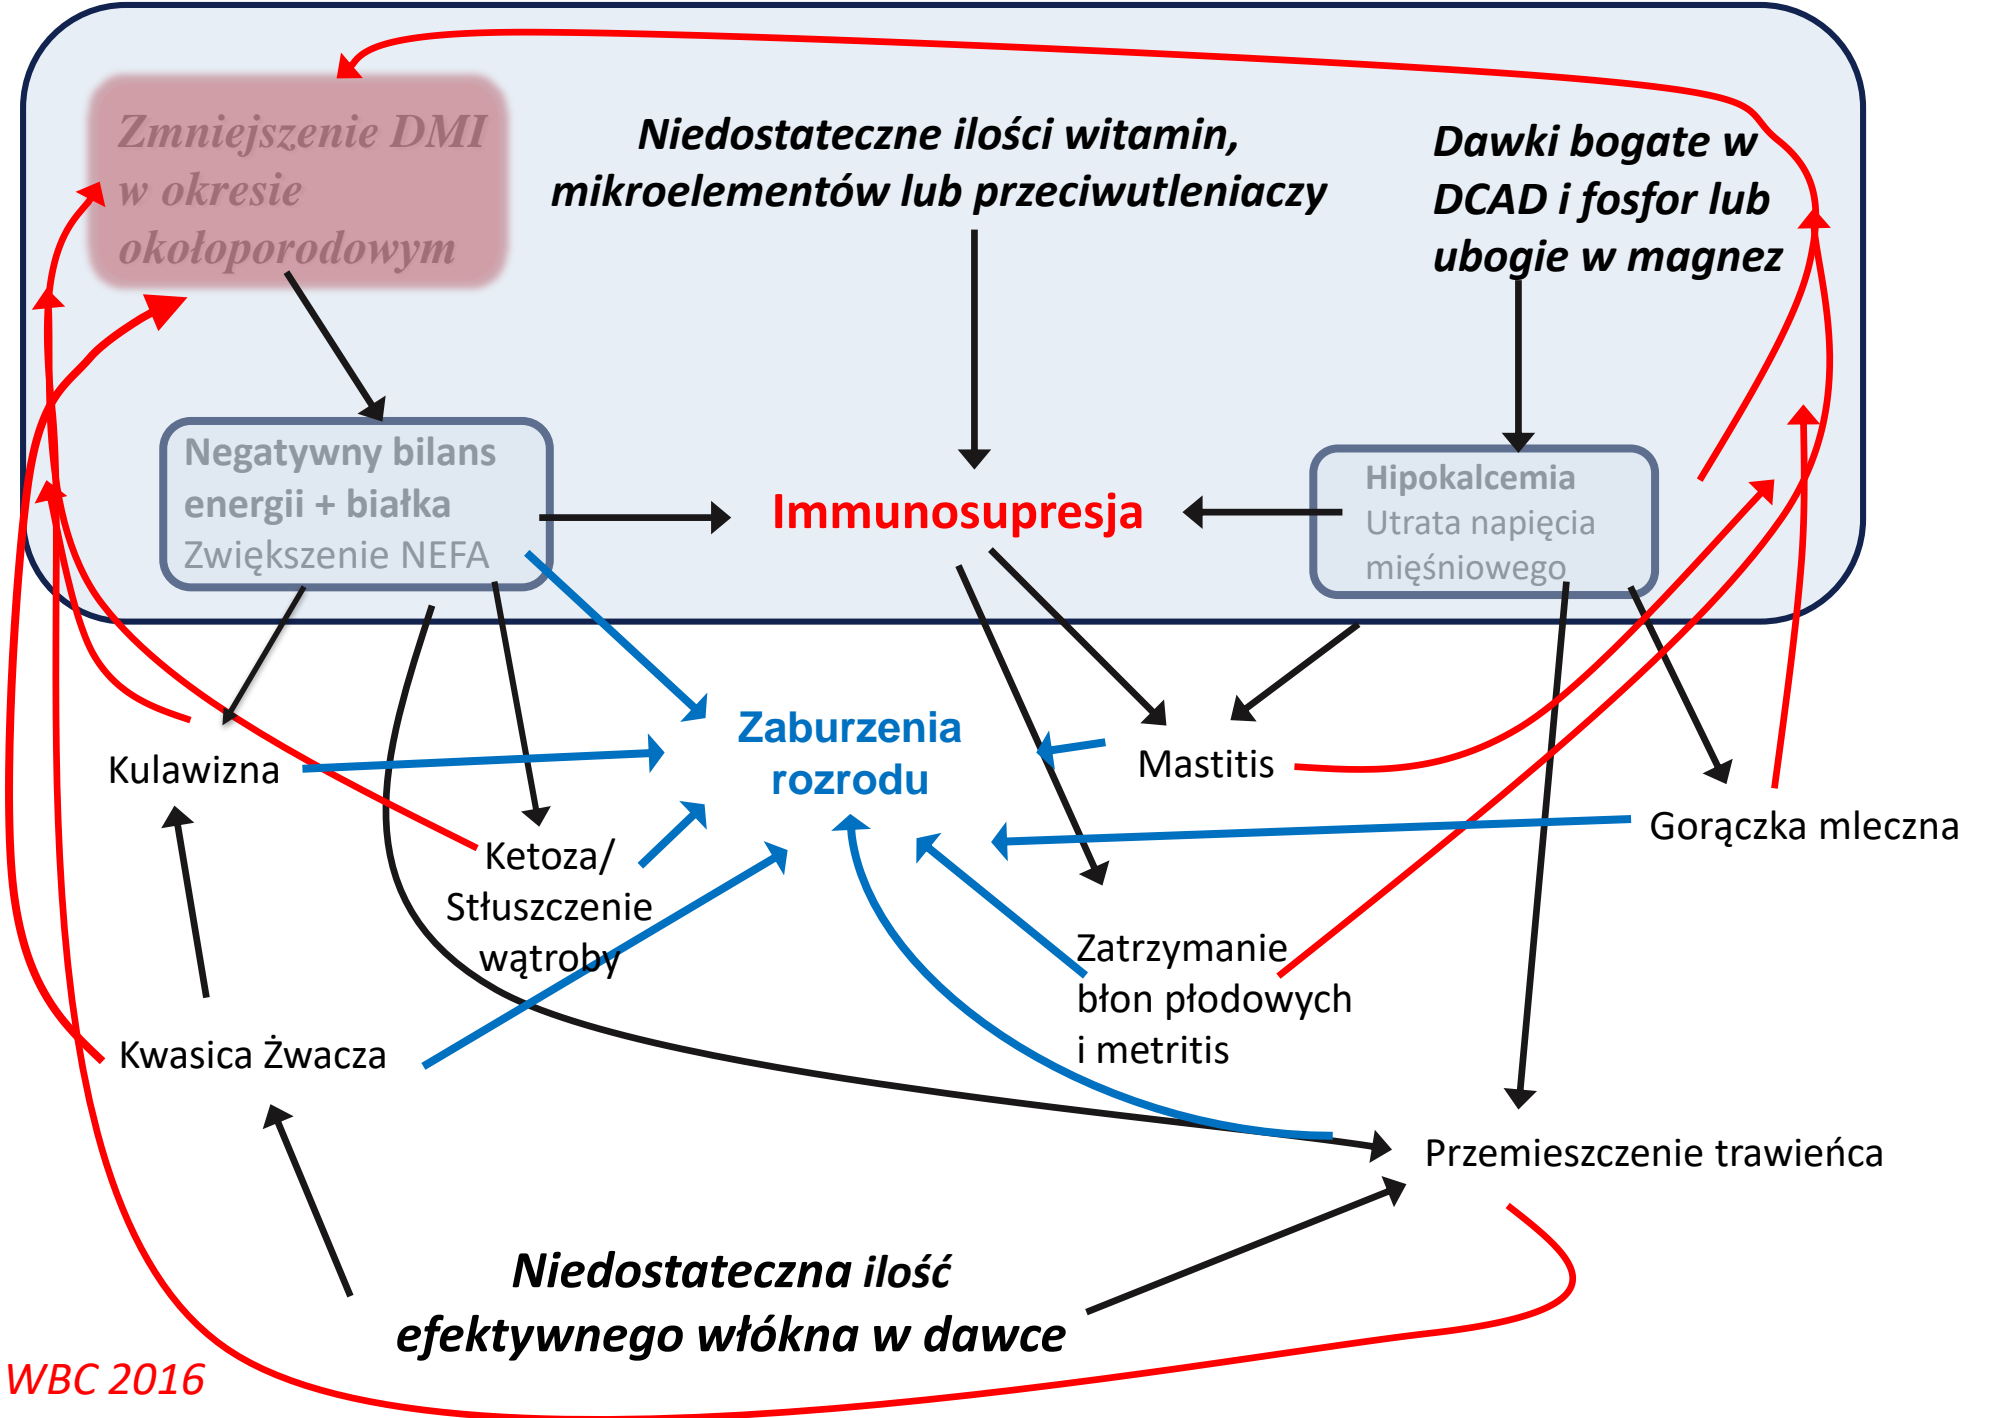 Zmniejszenie DMI
w okresie
okołoporodowym
Niedostateczne ilości witamin,
mikroelementów lub przeciwutleniaczy
Dawki bogate w
DCAD i fosfor lub
ubogie w magnez
Negatywny bilans
energii + białka
Zwiększenie NEFA
Immunosupresja
Hipokalcemia
Utrata napięcia
mięśniowego
Kulawizna
Zaburzenia
rozrodu
Mastitis
Gorączka mleczna
Ketoza/
Stłuszczenie
wątroby
Zatrzymanie
błon płodowych
i metritis
Kwasica Żwacza
Przemieszczenie trawieńca
Niedostateczna ilość
efektywnego włókna w dawce
WBC 2016